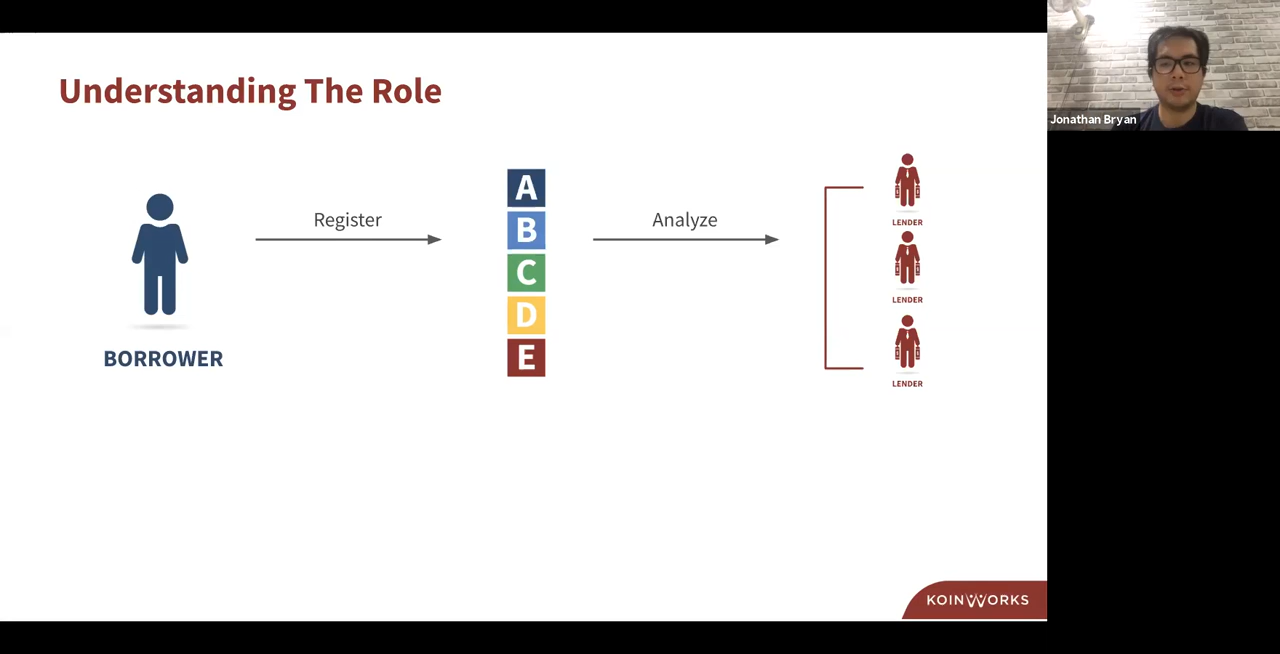 Understanding The Role
Jonathan Bryan
Register
Analyze
A
B
C
D
E
BORROWER
LENDER
LENDER
LENDER
KOINWORKS